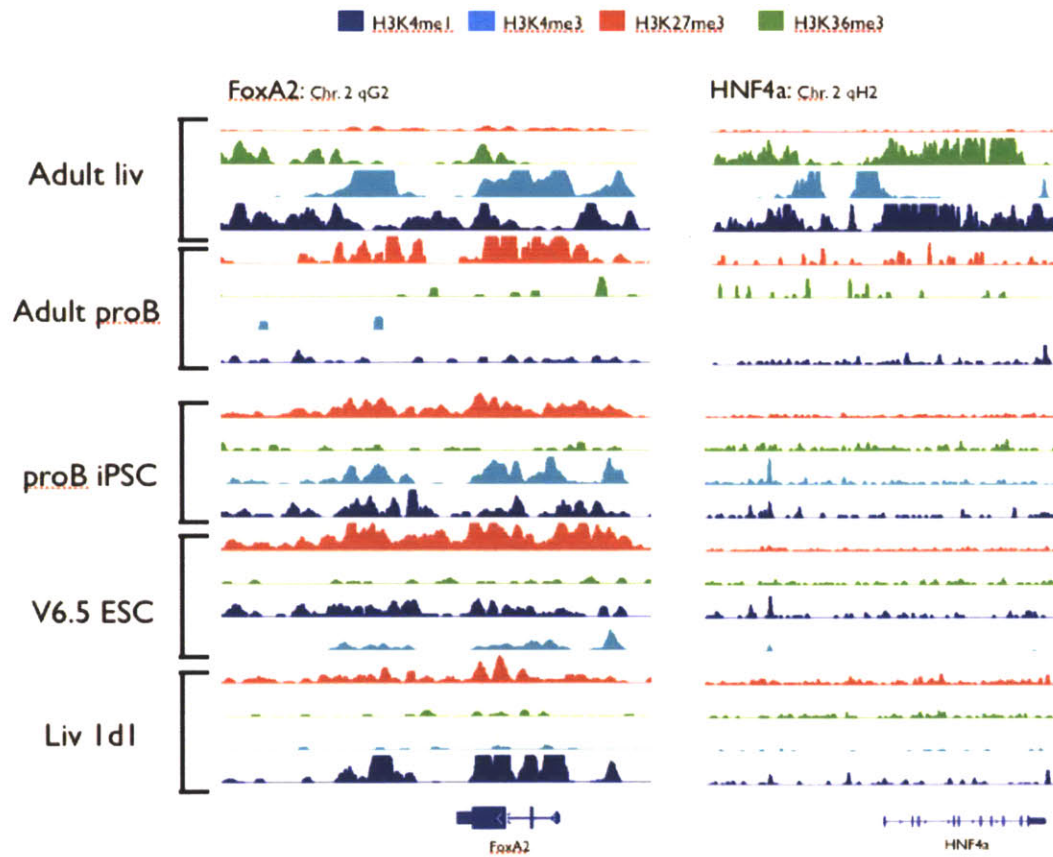 H3K4me1 H3K4me3 H3K27me3 H3K36me3
FoxA2: Chr. 2 qG2
HNF4a: Chr. 2 qH2
Adult liv
Adult proB
proB iPSC
V6.5 ESC
Liv 1d1
FoxA2
HNF4a